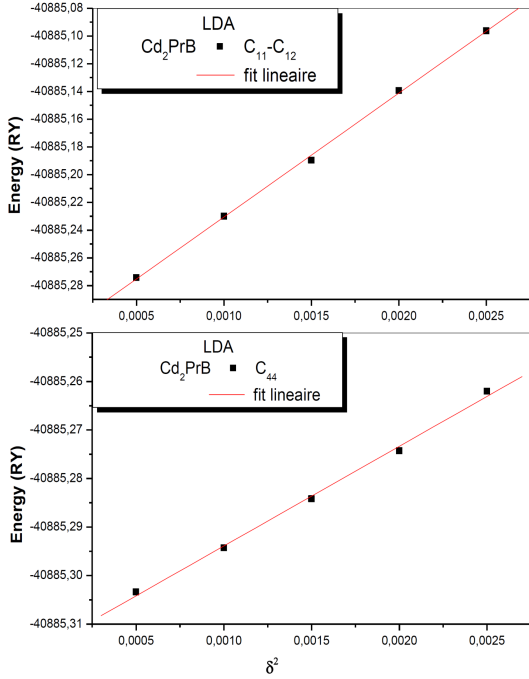 -40885,08
-40885,10
-40885,12
-40885,14
-40885,16
-40885,18
-40885,20
-40885,22
-40885,24
-40885,26
-40885,28
Energy (RY)
LDA
Cd₂PrB C₁₁-C₁₂
fit lineaire
0,0005 0,0010 0,0015 0,0020 0,0025
-40885,25
-40885,26
-40885,27
-40885,28
-40885,29
-40885,30
-40885,31
Energy (RY)
LDA
Cd₂PrB C₄₄
fit lineaire
0,0005 0,0010 0,0015 0,0020 0,0025
δ²